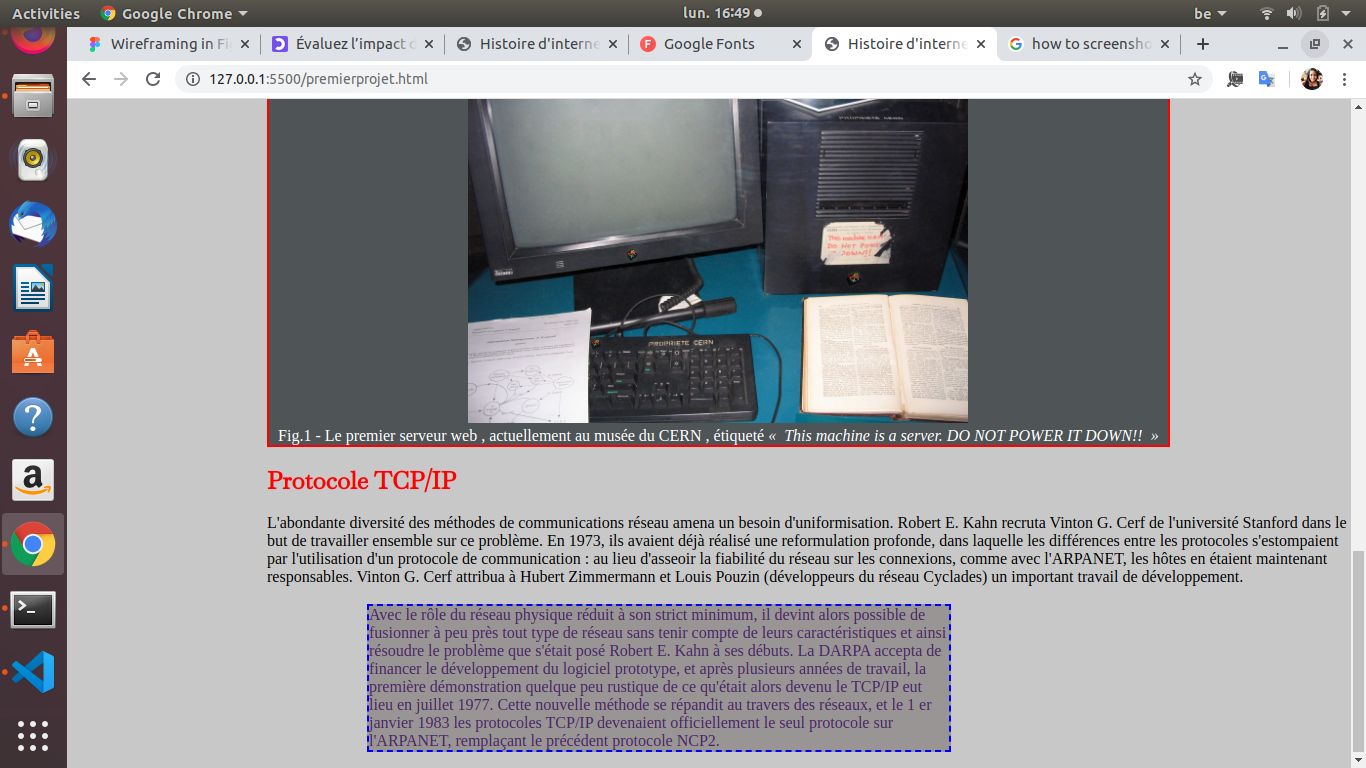 Activities Google Chrome lun. 16:49 be
Wireframing in Fi
Évaluez l'impact d
Histoire d'interne
Google Fonts
Histoire d'interne
how to screensho
127.0.0.1:5500/premierprojet.html
This machine is a
DO NOT POWER
DOWN!!
PROPRIETE CERN
Fig.1 - Le premier serveur web , actuellement au musée du CERN , étiqueté « This machine is a server. DO NOT POWER IT DOWN!! »
Protocole TCP/IP
L'abondante diversité des méthodes de communications réseau amena un besoin d'uniformisation. Robert E. Kahn recruta Vinton G. Cerf de l'université Stanford dans le
but de travailler ensemble sur ce problème. En 1973, ils avaient déjà réalisé une reformulation profonde, dans laquelle les différences entre les protocoles s'estompaient
par l'utilisation d'un protocole de communication : au lieu d'asseoir la fiabilité du réseau sur les connexions, comme avec l'ARPANET, les hôtes en étaient maintenant
responsables. Vinton G. Cerf attribua à Hubert Zimmermann et Louis Pouzin (développeurs du réseau Cyclades) un important travail de développement.
Avec le rôle du réseau physique réduit à son strict minimum, il devint alors possible de
fusionner à peu près tout type de réseau sans tenir compte de leurs caractéristiques et ainsi
résoudre le problème que s'était posé Robert E. Kahn à ses débuts. La DARPA accepta de
financer le développement du logiciel prototype, et après plusieurs années de travail, la
première démonstration quelque peu rustique de ce qu'était alors devenu le TCP/IP eut
lieu en juillet 1977. Cette nouvelle méthode se répandit au travers des réseaux, et le 1 er
janvier 1983 les protocoles TCP/IP devenaient officiellement le seul protocole sur
l'ARPANET, remplaçant le précédent protocole NCP2.